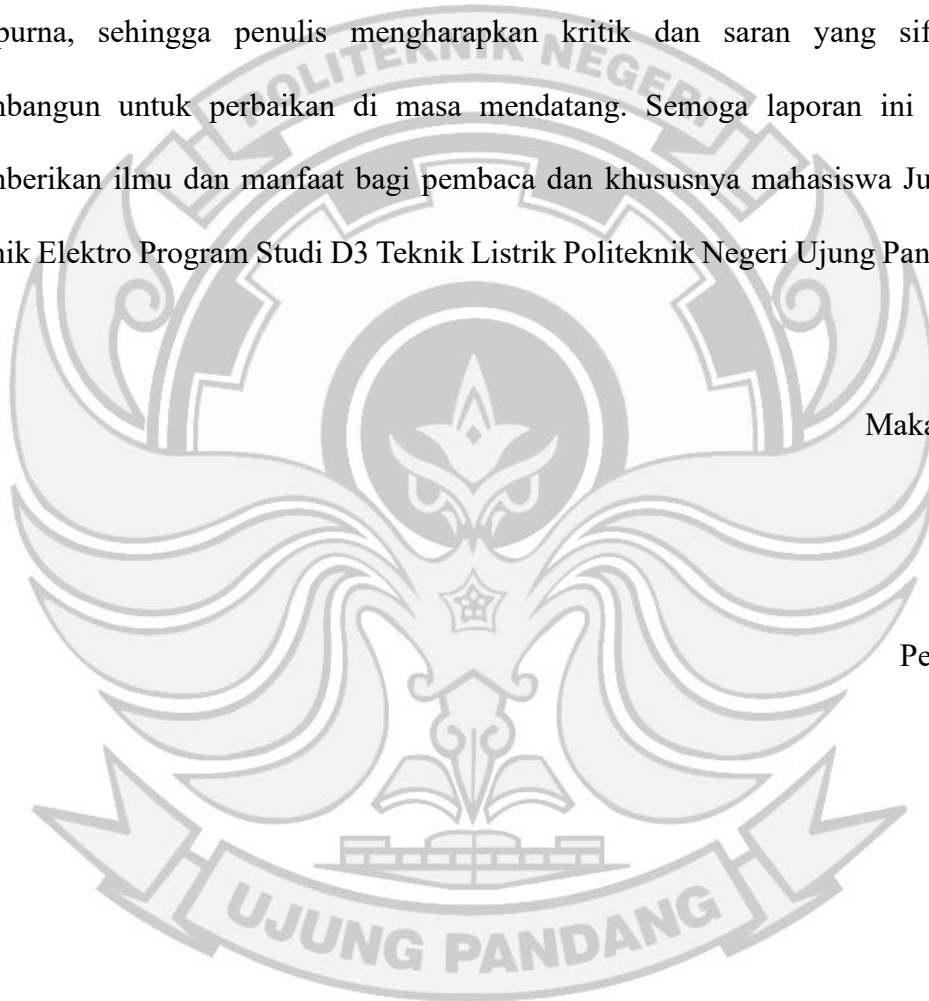 purna, sehingga penulis mengharapkan kritik dan saran yang sif
POLITEKNIK NEGERI
mbangun untuk perbaikan di masa mendatang. Semoga laporan ini
mberikan ilmu dan manfaat bagi pembaca dan khususnya mahasiswa Ju
nik Elektro Program Studi D3 Teknik Listrik Politeknik Negeri Ujung Pan
Maka
Pe
UJUNG PANDANG